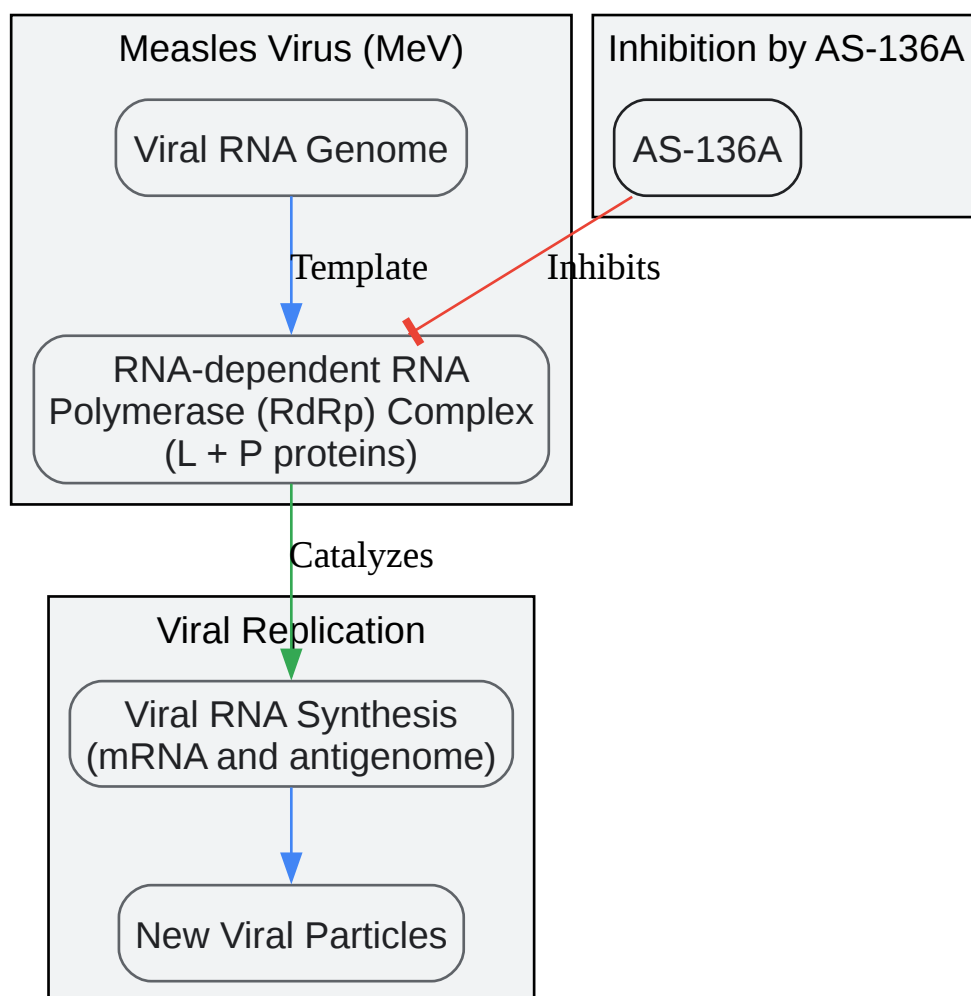 Measles Virus (MeV)
Inhibition by AS-136A
Viral RNA Genome
AS-136A
Template
Inhibits
RNA-dependent RNA
Polymerase (RdRp) Complex
(L + P proteins)
Catalyzes
Viral Replication
Viral RNA Synthesis
(mRNA and antigenome)
New Viral Particles